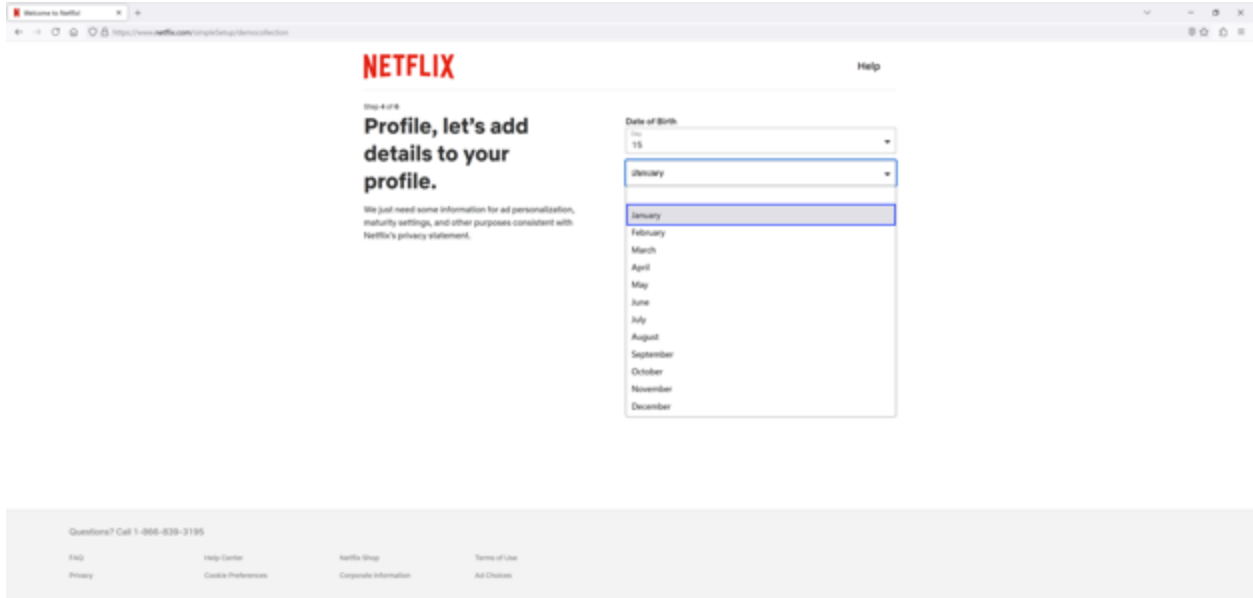 Welcome to Netflix!
https://www.netflix.com/simpleSetup/democollection
NETFLIX
Help
Step 4 of 6
Profile, let's add
details to your
profile.
We just need some information for ad personalization,
maturity settings, and other purposes consistent with
Netflix's privacy statement.
Date of Birth
Day
15
January
January
February
March
April
May
June
July
August
September
October
November
December
Questions? Call 1-866-839-3195
FAQ Help Center Netflix Shop Terms of Use
Privacy Cookie Preferences Corporate Information Ad Choices